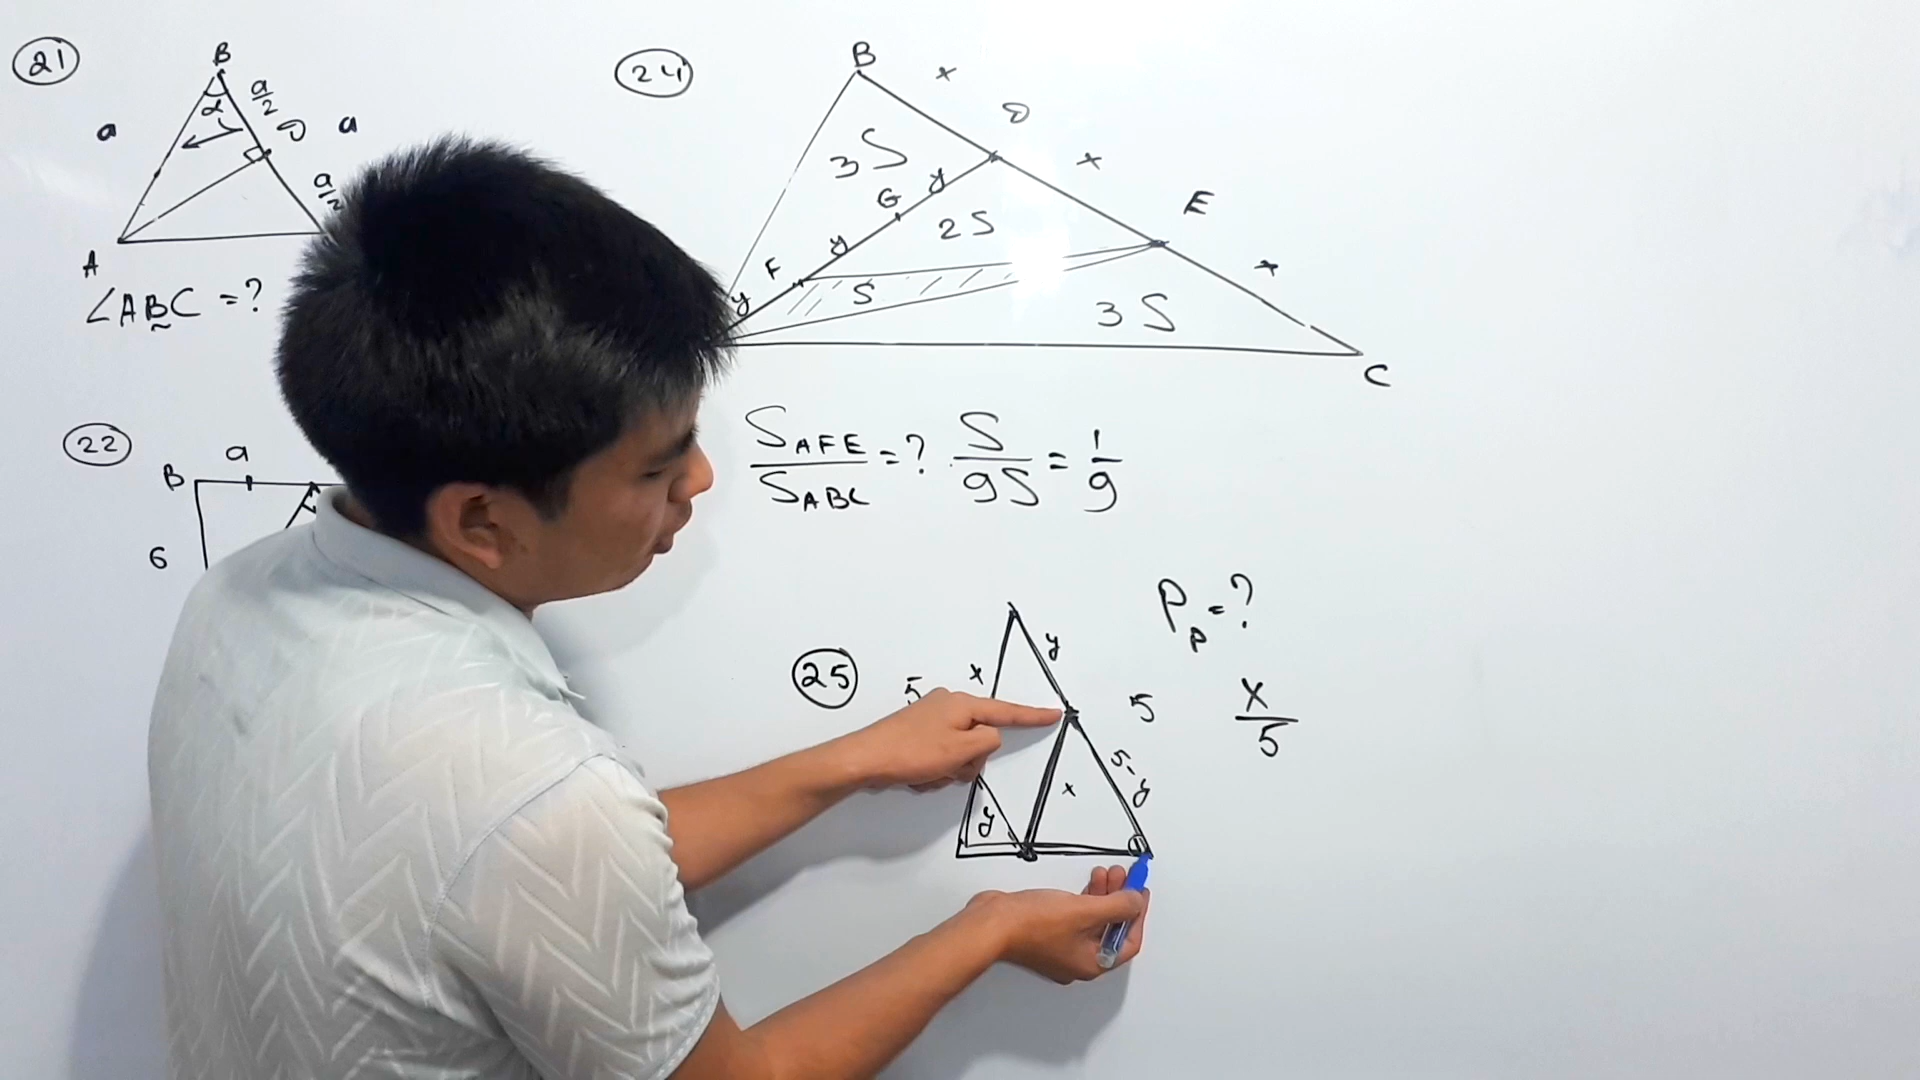 21
B
a/2
α
D
a
a
a/2
A
∠ABC = ?
22
a
B
6
24
B
x
D
3S
x
E
y
G
2S
y
x
F
y
S
3S
C
S_AFE/S_ABC = ? S/9S = 1/9
P_P = ?
25
5
x
y
5
x/5
5-y
x
y